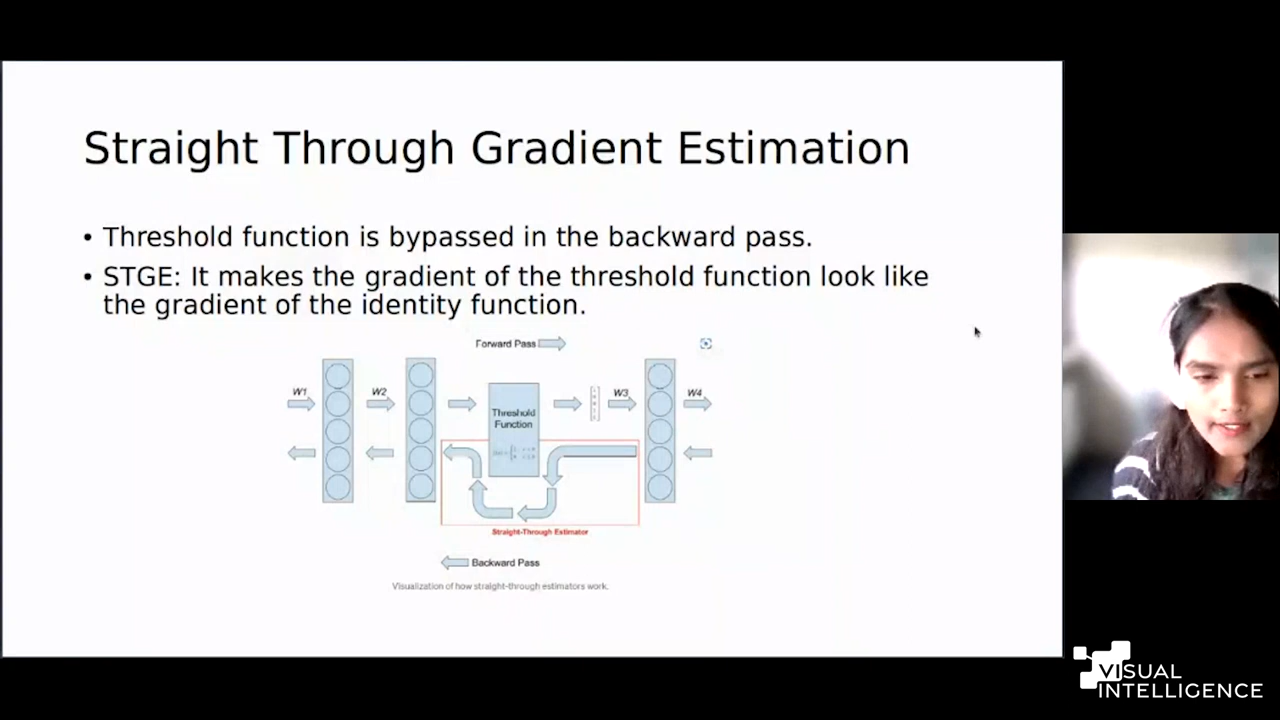 Straight Through Gradient Estimation
• Threshold function is bypassed in the backward pass.
• STGE: It makes the gradient of the threshold function look like
the gradient of the identity function.
Forward Pass
W1
W2
W3
W4
Threshold
Function
Straight-Through Estimator
Backward Pass
Visualization of how straight-through estimators work.
VISUAL
INTELLIGENCE